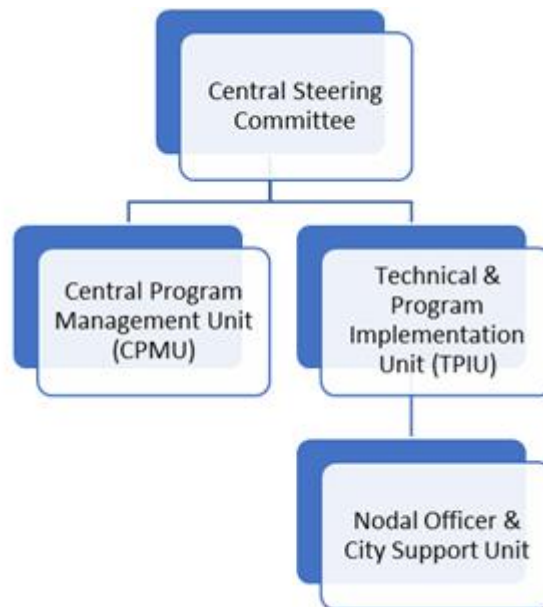 Central Steering
Committee
Central Program
Management Unit
(CPMU)
Technical &
Program
Implementation
Unit (TPIU)
Nodal Officer &
City Support Unit